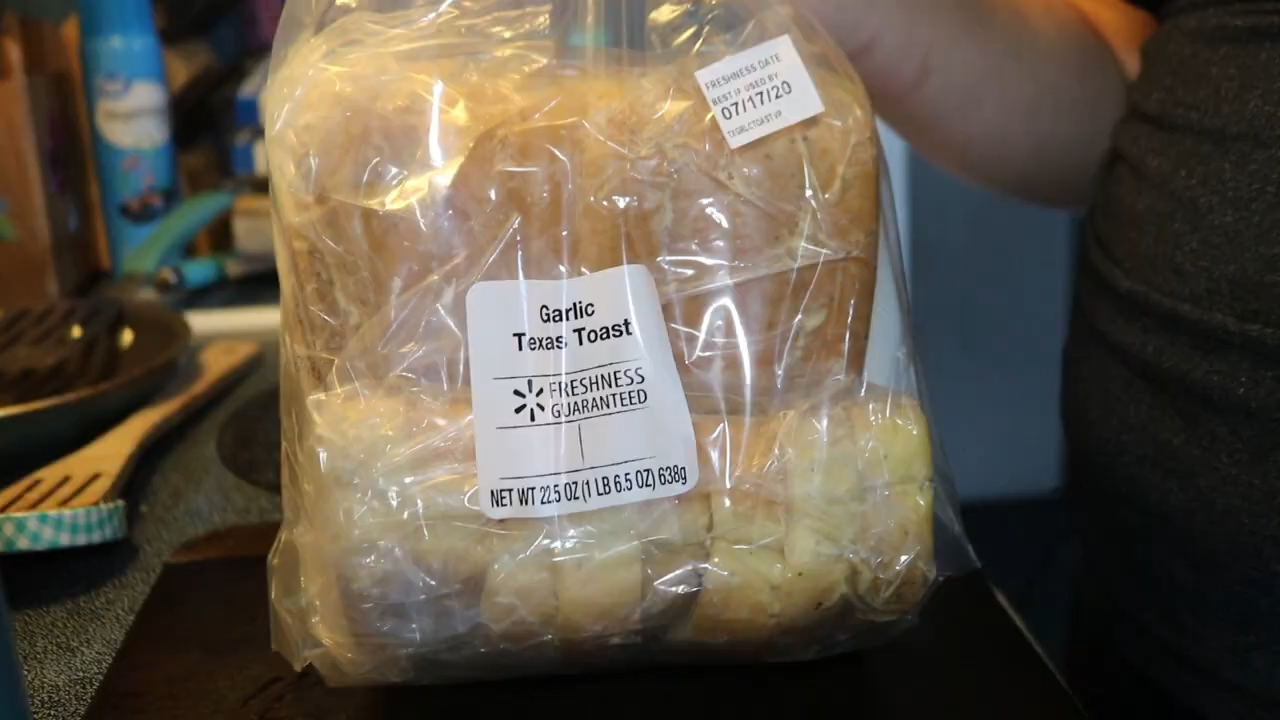 FRESHNESS DATE
BEST IF USED BY
07/17/20
TXGRLCTOAST VP
Garlic
Texas Toast
FRESHNESS
GUARANTEED
NET WT 22.5 OZ (1 LB 6.5 OZ) 638g